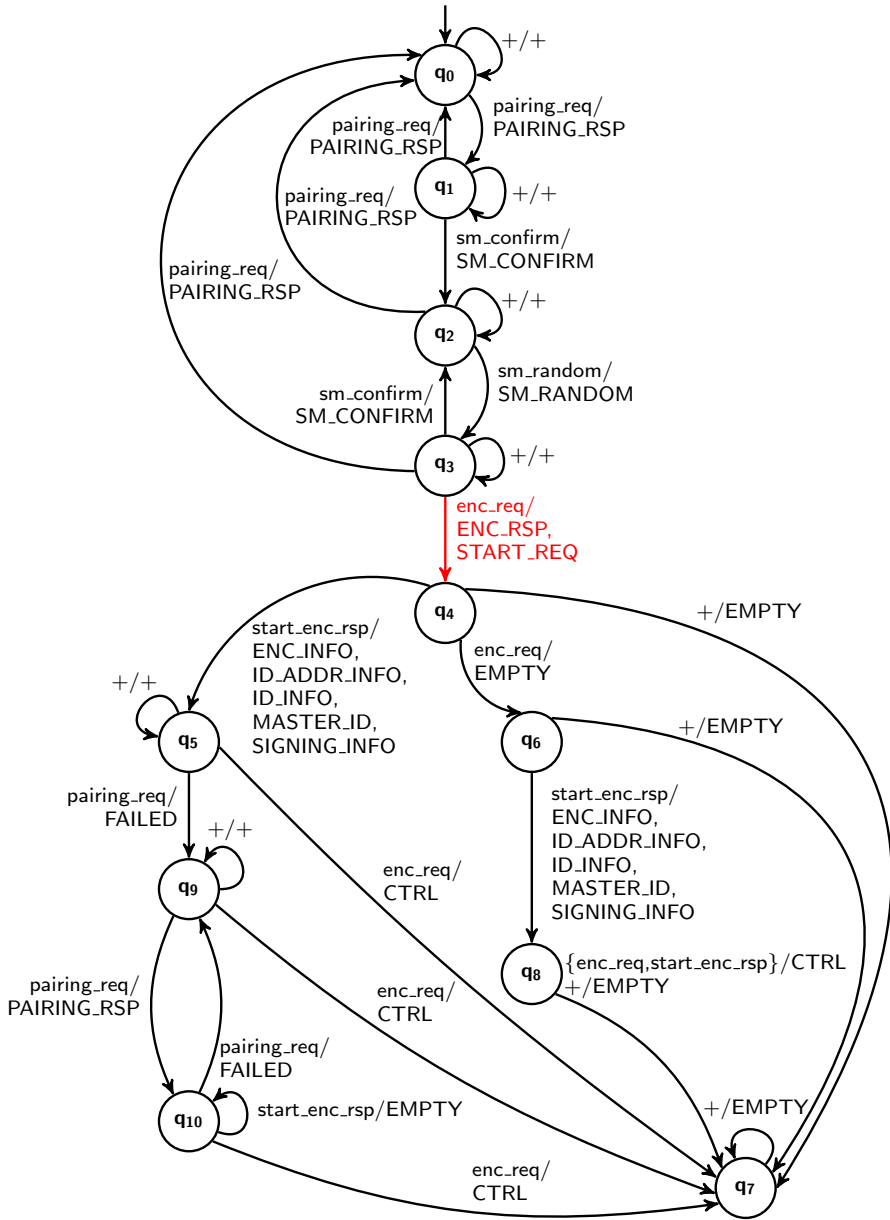 +/+
q0
pairing_req/
PAIRING_RSP
pairing_req/
PAIRING_RSP
q1
+/+
pairing_req/
PAIRING_RSP
sm_confirm/
SM_CONFIRM
pairing_req/
PAIRING_RSP
+/+
q2
sm_random/
SM_RANDOM
sm_confirm/
SM_CONFIRM
+/+
q3
enc_req/
ENC_RSP,
START_REQ
q4
+/EMPTY
start_enc_rsp/
ENC_INFO,
ID_ADDR_INFO,
ID_INFO,
MASTER_ID,
SIGNING_INFO
enc_req/
EMPTY
+/+
q5
q6
+/EMPTY
pairing_req/
FAILED
start_enc_rsp/
ENC_INFO,
ID_ADDR_INFO,
ID_INFO,
MASTER_ID,
SIGNING_INFO
+/+
q9
enc_req/
CTRL
q8
{enc_req,start_enc_rsp}/CTRL
+/EMPTY
pairing_req/
PAIRING_RSP
enc_req/
CTRL
pairing_req/
FAILED
q10
start_enc_rsp/EMPTY
+/EMPTY
enc_req/
CTRL
q7